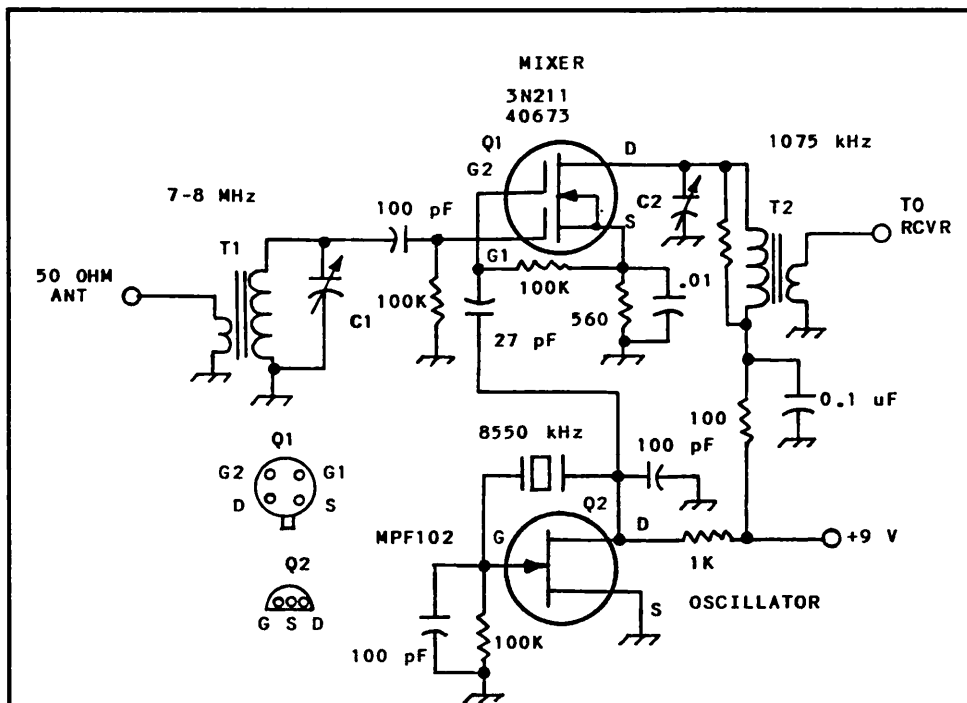 MIXER
3N211
40673
Q1
D
1075 kHz
G2
7-8 MHz
100 pF
C2
S
T2
TO
RCVR
T1
G1
50 OHM
ANT
.01
100K
100K
C1
560
27 pF
0.1 uF
100
8550 kHz
100
pF
Q1
G2
G1
D
S
Q2
D
MPF102
G
+9 V
1K
Q2
S
OSCILLATOR
G S D
100K
100 pF